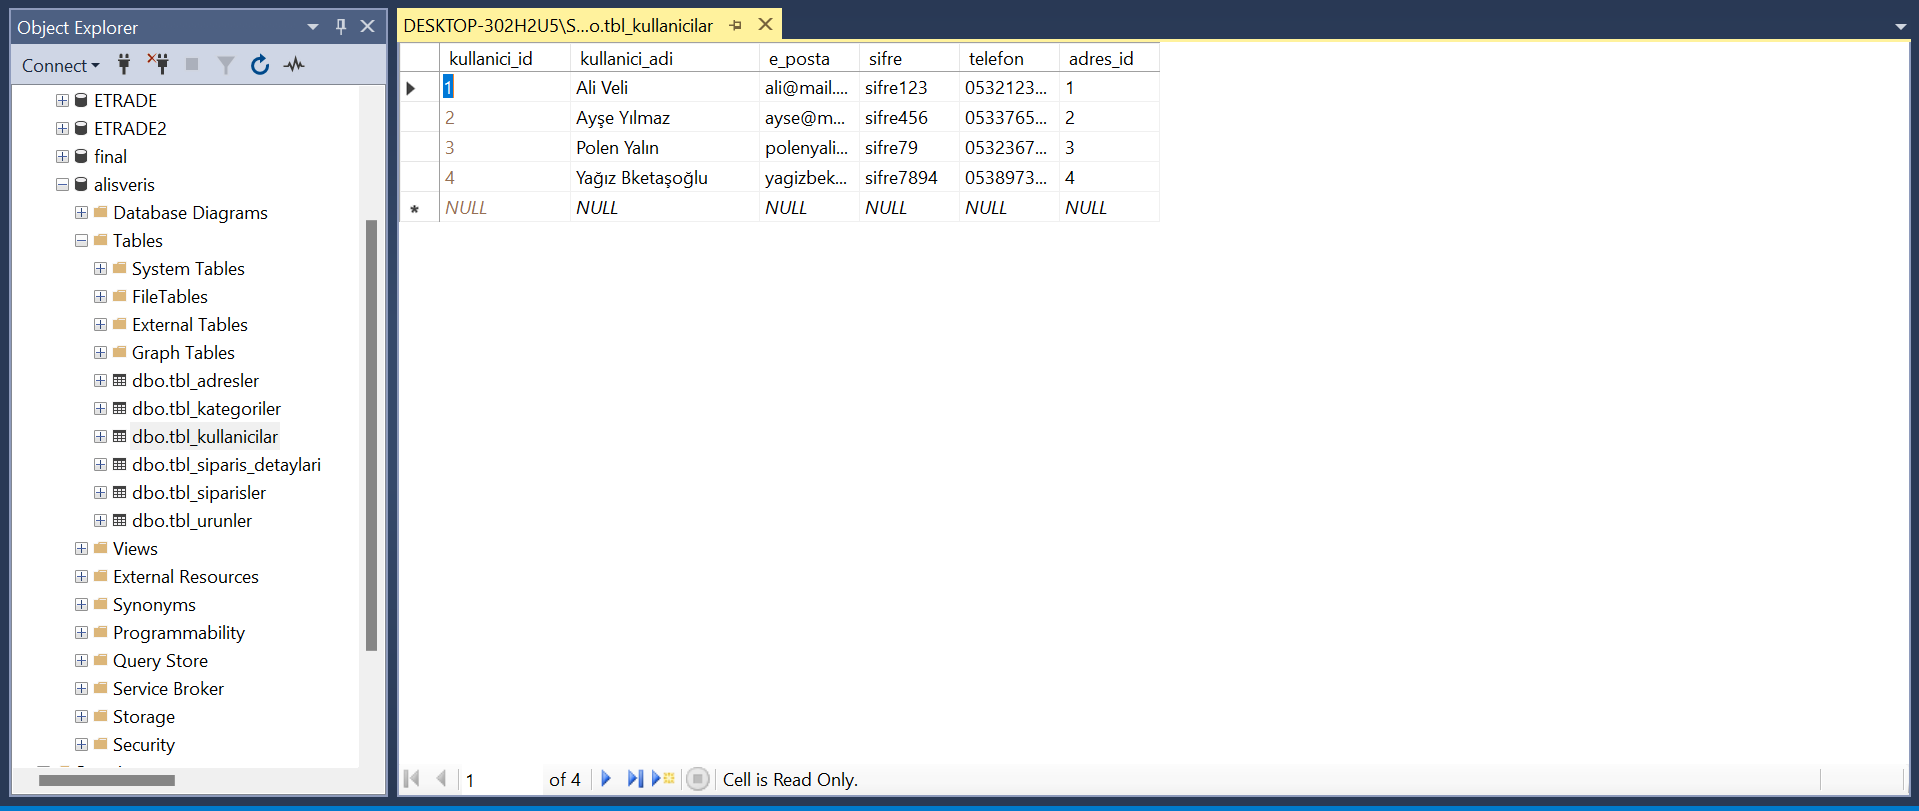 Object Explorer
Connect
ETRADE
ETRADE2
final
alisveris
Database Diagrams
Tables
System Tables
FileTables
External Tables
Graph Tables
dbo.tbl_adresler
dbo.tbl_kategoriler
dbo.tbl_kullanicilar
dbo.tbl_siparis_detaylari
dbo.tbl_siparisler
dbo.tbl_urunler
Views
External Resources
Synonyms
Programmability
Query Store
Service Broker
Storage
Security
DESKTOP-302H2U5\S...o.tbl_kullanicilar
kullanici_id kullanici_adi e_posta sifre telefon adres_id
1 Ali Veli ali@mail.... sifre123 0532123... 1
2 Ayşe Yılmaz ayse@m... sifre456 0533765... 2
3 Polen Yalın polenyali... sifre79 0532367... 3
4 Yağız Bketaşoğlu yagizbek... sifre7894 0538973... 4
NULL NULL NULL NULL NULL NULL
1 of 4 Cell is Read Only.